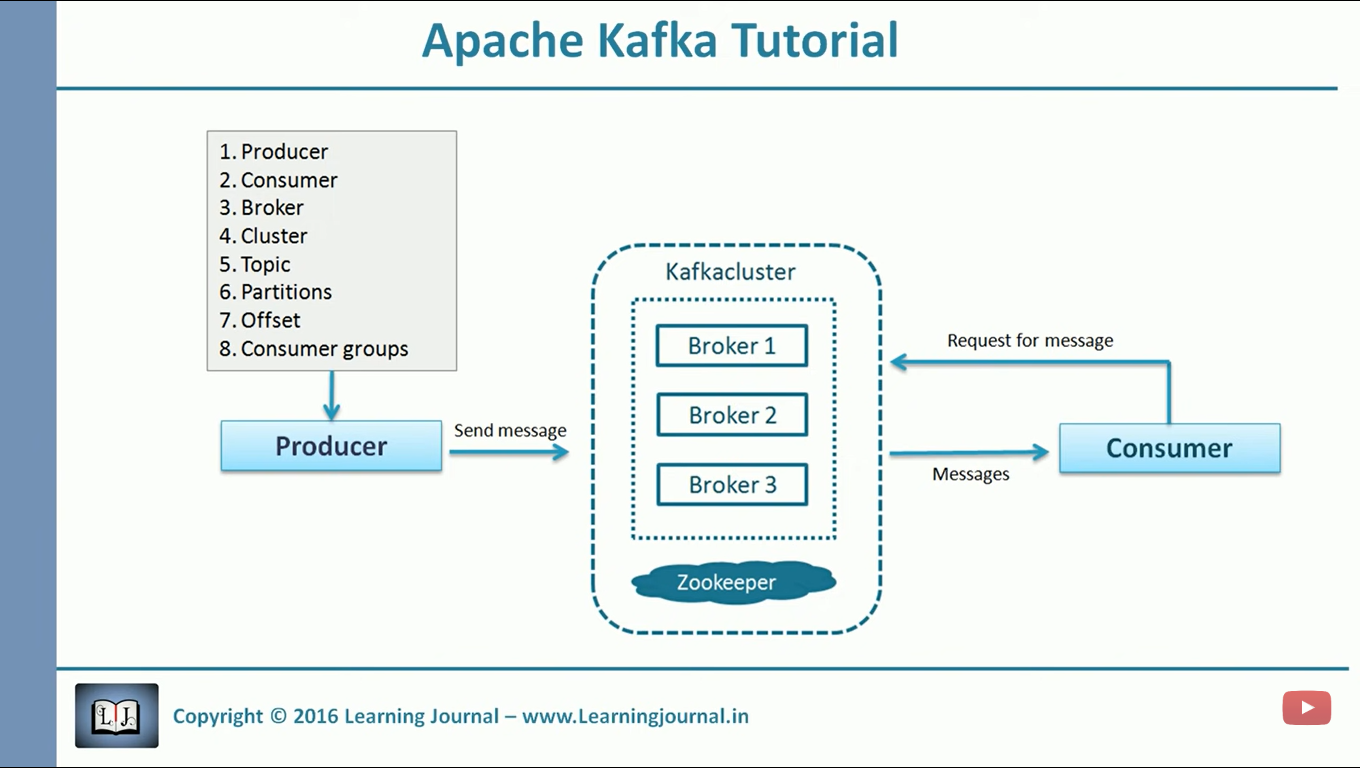 Apache Kafka Tutorial
1. Producer
2. Consumer
3. Broker
4. Cluster
5. Topic
6. Partitions
7. Offset
8. Consumer groups
Producer
Send message
Kafkacluster
Broker 1
Broker 2
Broker 3
Zookeeper
Request for message
Messages
Consumer
L J
Copyright © 2016 Learning Journal – www.Learningjournal.in